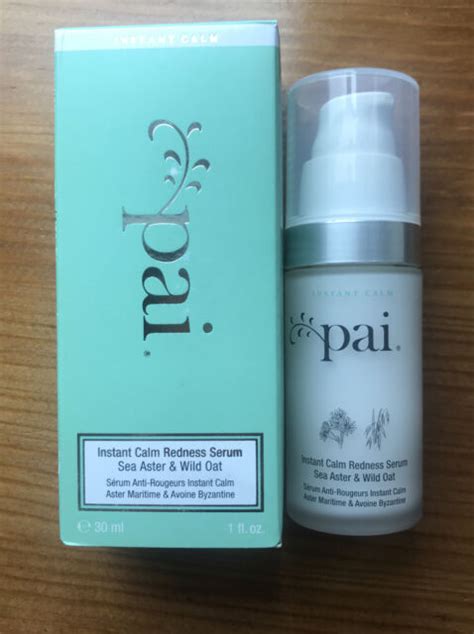 INSTANT CALM
pai®
Instant Calm Redness Serum
Sea Aster & Wild Oat
Sérum Anti-Rougeurs Instant Calm
Aster Maritime & Avoine Byzantine
℮ 30 ml 1 fl. oz.
INSTANT CALM
pai®
Instant Calm Redness Serum
Sea Aster & Wild Oat
Sérum Anti-Rougeurs Instant Calm
Aster Maritime & Avoine Byzantine